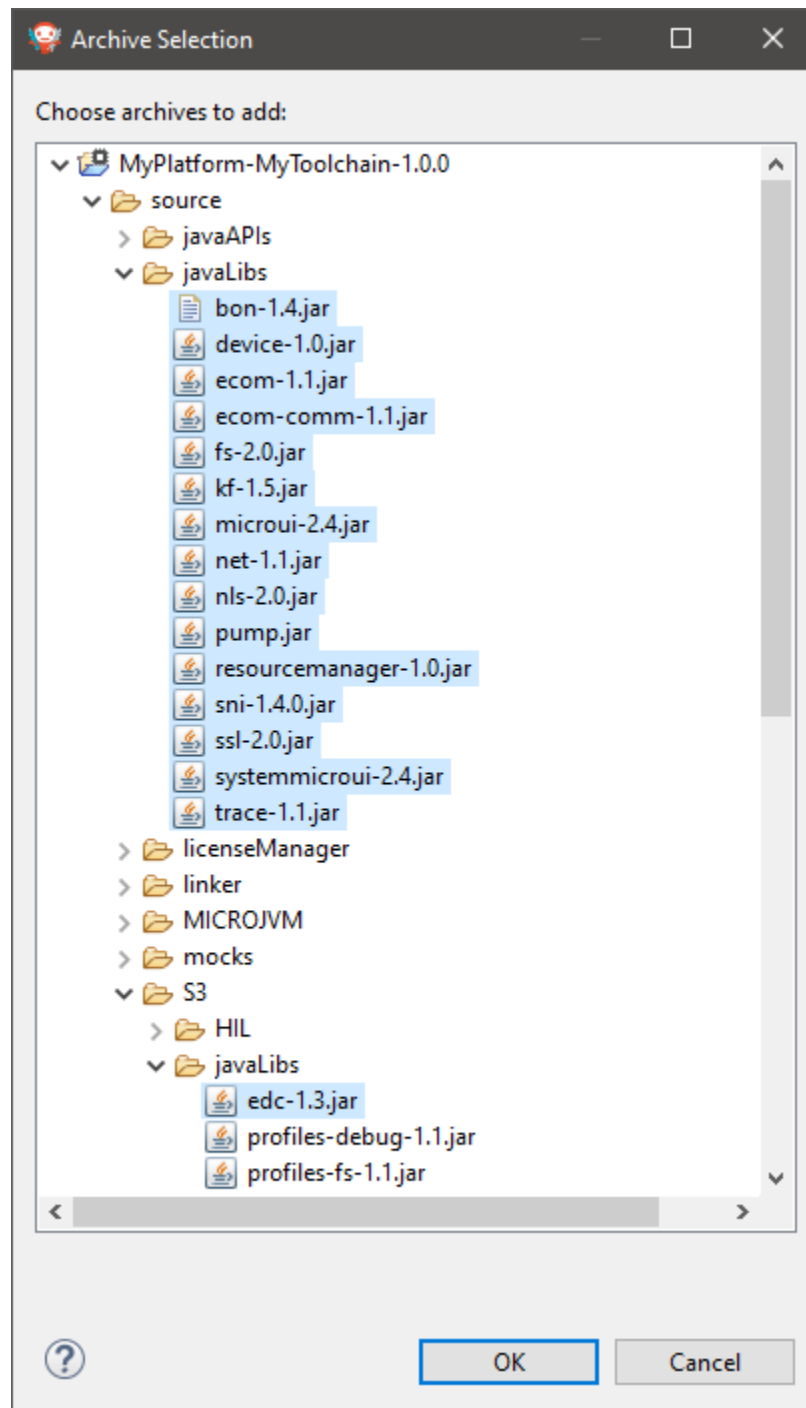 Archive Selection
Choose archives to add:
MyPlatform-MyToolchain-1.0.0
source
javaAPIs
javaLibs
bon-1.4.jar
device-1.0.jar
ecom-1.1.jar
ecom-comm-1.1.jar
fs-2.0.jar
kf-1.5.jar
microui-2.4.jar
net-1.1.jar
nls-2.0.jar
pump.jar
resourcemanager-1.0.jar
sni-1.4.0.jar
ssl-2.0.jar
systemmicroui-2.4.jar
trace-1.1.jar
licenseManager
linker
MICROJVM
mocks
S3
HIL
javaLibs
edc-1.3.jar
profiles-debug-1.1.jar
profiles-fs-1.1.jar
OK Cancel